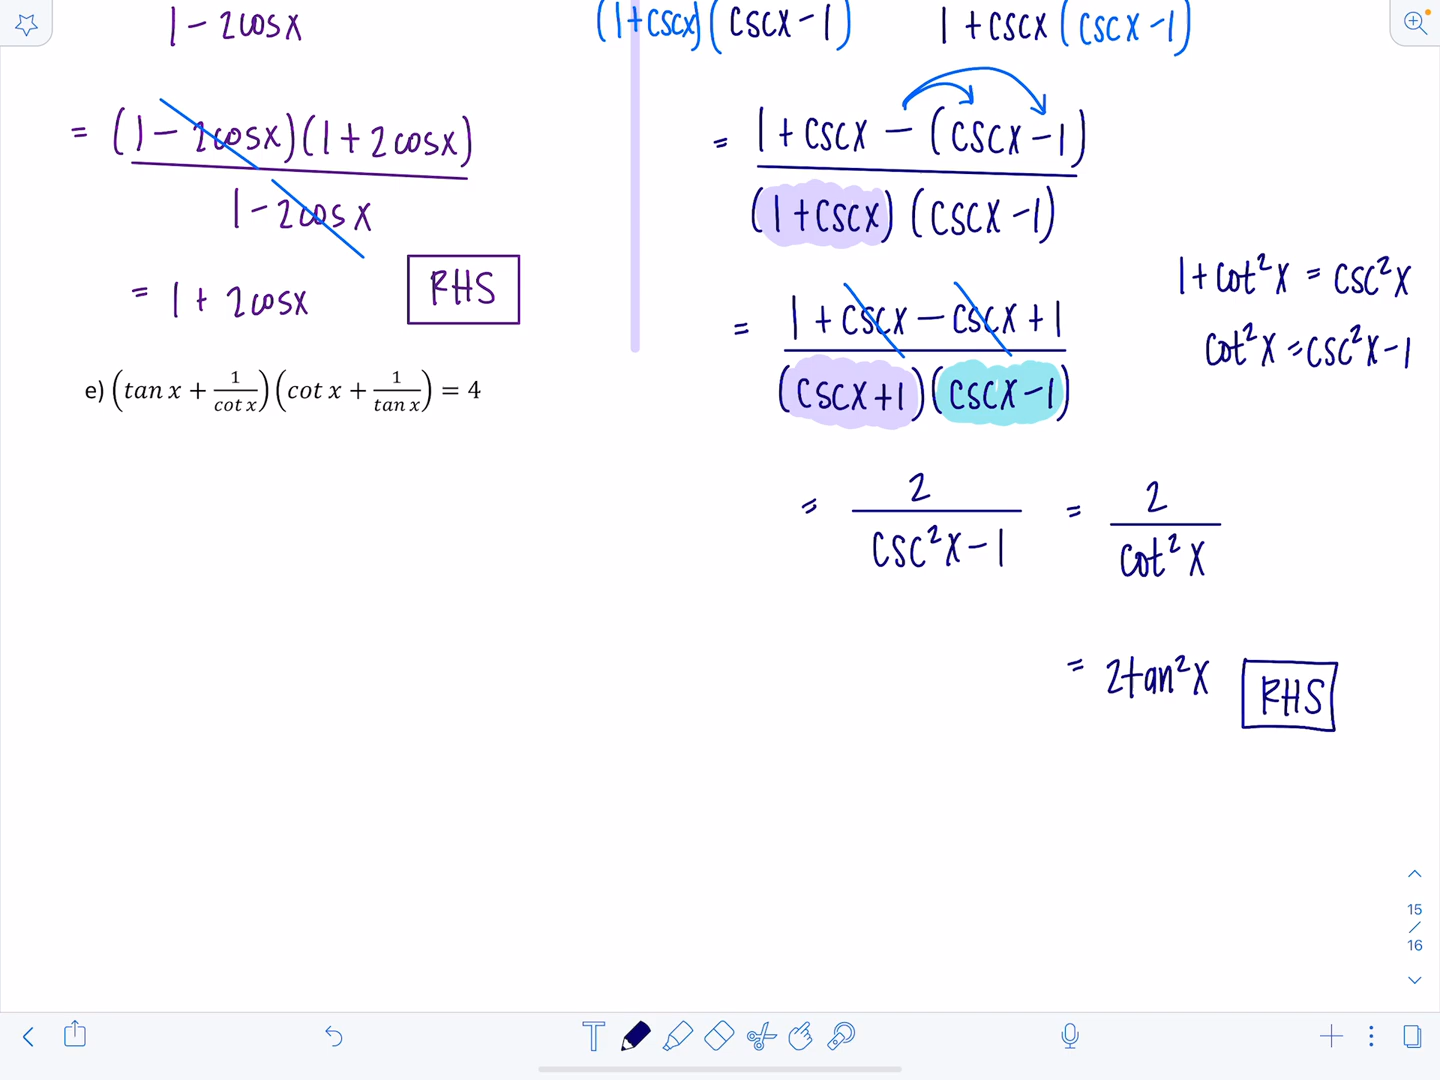 1 - 2cosx
= (1 - 2cosx)(1 + 2cosx)
1 - 2cosx
= 1 + 2cosx
RHS
e) (tan x + 1/cot x)(cot x + 1/tan x) = 4
(1+cscx)(cscx-1) 1+cscx(cscx-1)
= 1+cscx - (cscx-1)
(1+cscx)(cscx-1)
= 1+cscx-cscx+1
(cscx+1)(cscx-1)
1+cot²x = csc²x
cot²x = csc²x-1
= 2 = 2
csc²x-1 cot²x
= 2tan²x
RHS
15
/
16
T